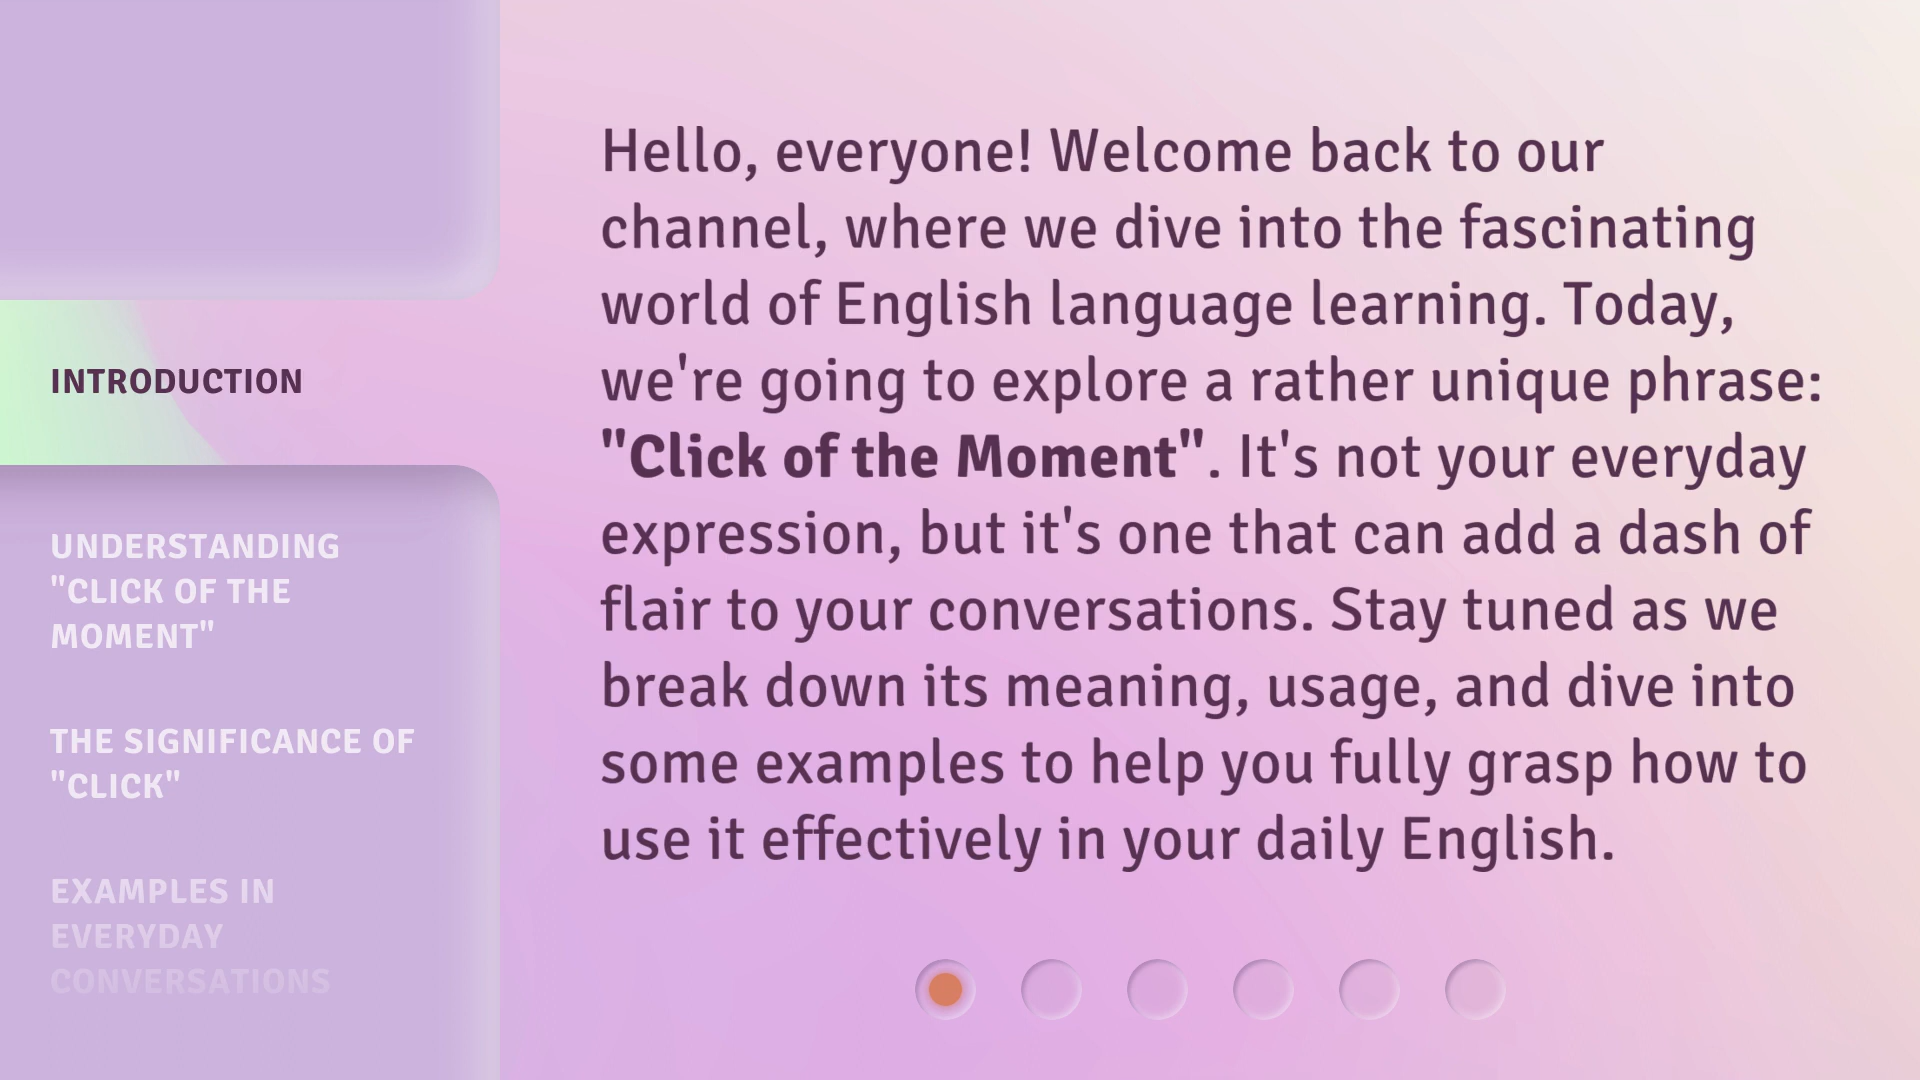 INTRODUCTION
UNDERSTANDING
"CLICK OF THE
MOMENT"
THE SIGNIFICANCE OF
"CLICK"
EXAMPLES IN
EVERYDAY
CONVERSATIONS
Hello, everyone! Welcome back to our
channel, where we dive into the fascinating
world of English language learning. Today,
we're going to explore a rather unique phrase:
"Click of the Moment". It's not your everyday
expression, but it's one that can add a dash of
flair to your conversations. Stay tuned as we
break down its meaning, usage, and dive into
some examples to help you fully grasp how to
use it effectively in your daily English.